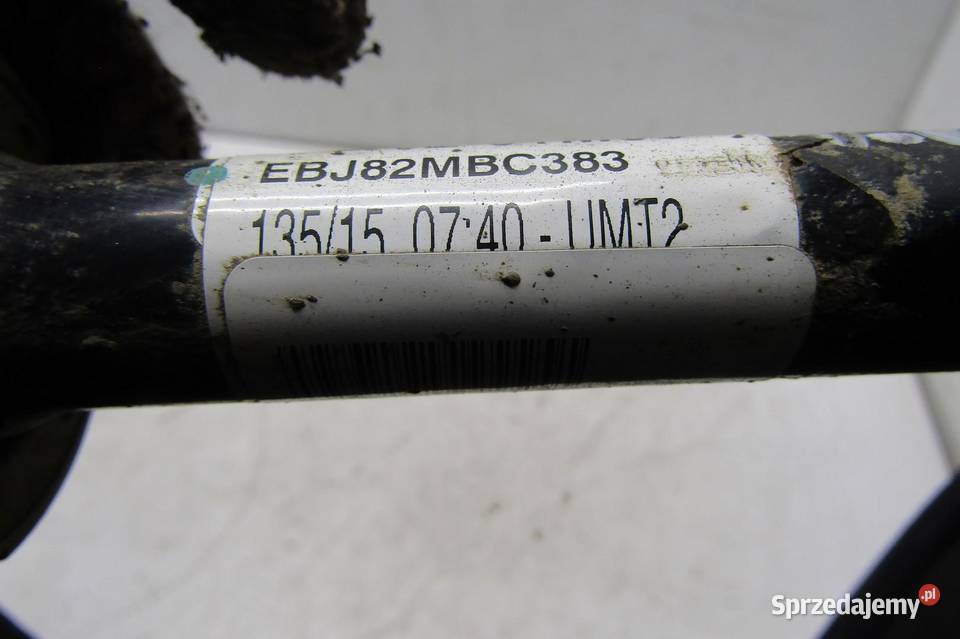 EBJ82MBC383
135/15 07:40 - UMT2
Sprzedajemy.pl